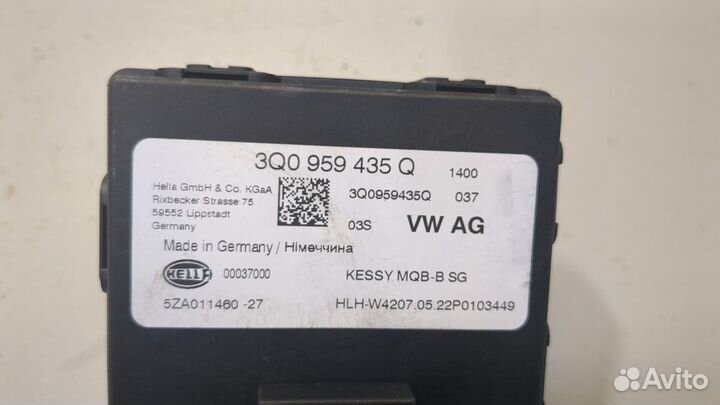 3Q0 959 435 Q 1400
Hella GmbH & Co. KGaA
Rixbecker Strasse 75
59552 Lippstadt
Germany
3Q0959435Q 037
03S VW AG
Made in Germany / Німеччина
HELLA 00037000 KESSY MQB-B SG
5ZA011460 -27 HLH-W4207.05.22P0103449
Avito